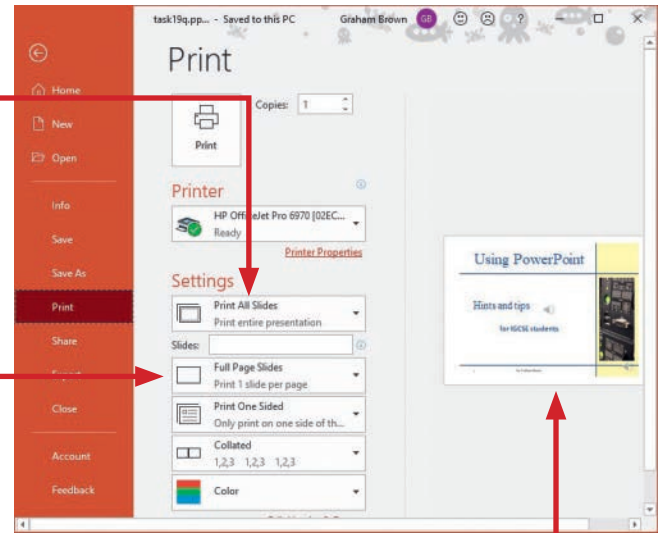 task19q.pp... - Saved to this PC
Graham Brown
GB
?
Print
Home
New
Open
Info
Save
Save As
Print
Share
Close
Account
Feedback
Copies: 1
Print
Printer
HP OfficeJet Pro 6970 [02EC...
Ready
Printer Properties
Settings
Print All Slides
Print entire presentation
Slides:
Full Page Slides
Print 1 slide per page
Print One Sided
Only print on one side of th...
Collated
1,2,3 1,2,3 1,2,3
Color
Using PowerPoint
Hints and tips
for IGCSE students